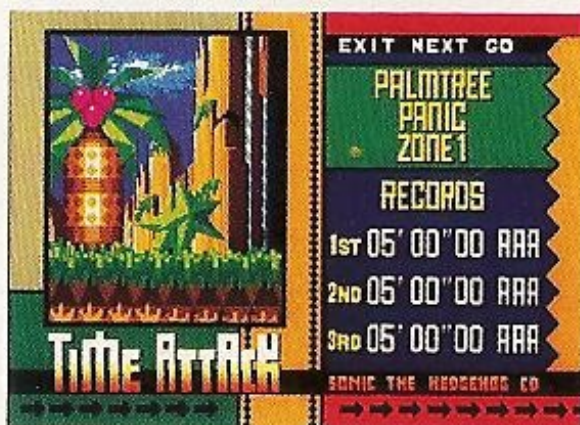 EXIT NEXT GO
PALMTREE
PANIC
ZONE1
RECORDS
1ST 05'00"00 AAA
2ND 05'00"00 AAA
3RD 05'00"00 AAA
TIME ATTACK
SONIC THE HEDGEHOG CD